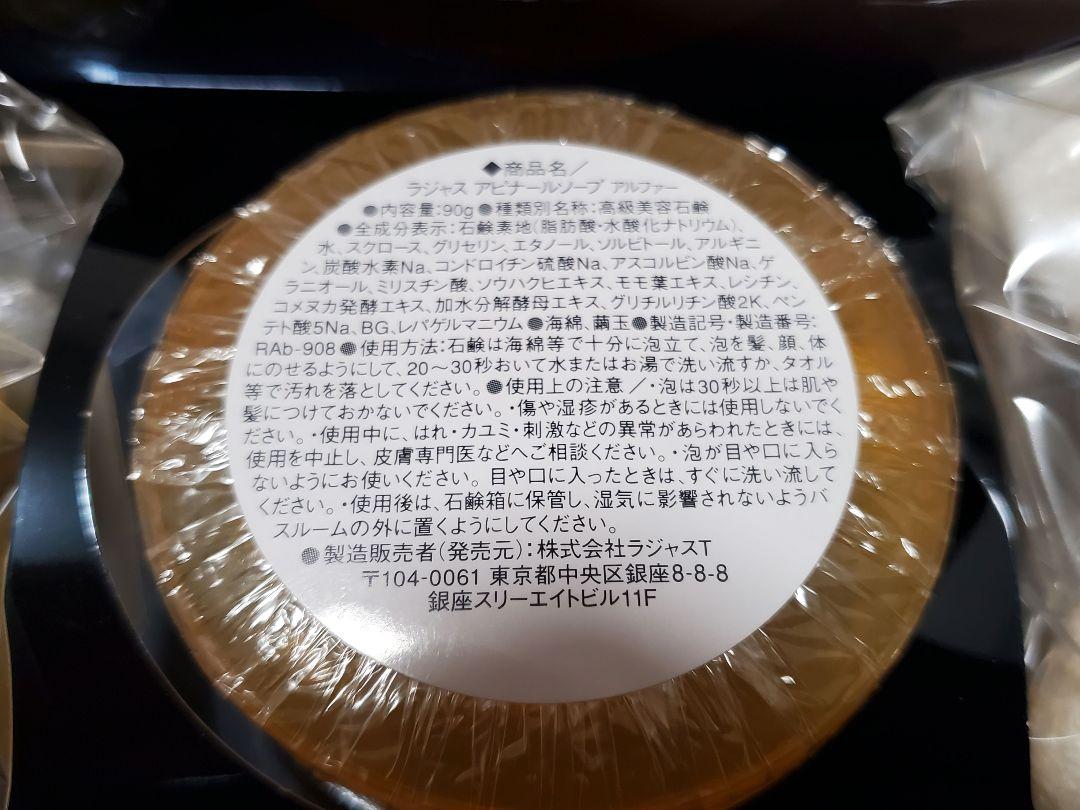 ◆商品名／
ラジャス アピナールソープ アルファー
●内容量:90g●種類別名称:高級美容石鹸
●全成分表示:石鹸素地(脂肪酸・水酸化ナトリウム)、
水、スクロース、グリセリン、エタノール、ソルビトール、アルギニ
ン,炭酸水素Na、コンドロイチン硫酸Na、アスコルビン酸Na、ゲ
ラニオール、ミリスチン酸、ソウハクヒエキス、モモ葉エキス、レシチン、
コメヌカ発酵エキス、加水分解酵母エキス、グリチルリチン酸2K、ペン
テト酸5Na、BG、レパゲルマニウム●海綿、繭玉●製造記号・製造番号:
RAb-908●使用方法:石鹸は海綿等で十分に泡立て、泡を髪、顔、体
にのせるようにして、20〜30秒おいて水またはお湯で洗い流すか、タオル
等で汚れを落としてください。●使用上の注意／・泡は30秒以上は肌や
髪につけておかないでください。・傷や湿疹があるときには使用しないでく
ださい。・使用中に、はれ・カユミ・刺激などの異常があらわれたときには、
使用を中止し、皮膚専門医などへご相談ください。・泡が目や口に入ら
ないようにお使いください。目や口に入ったときは、すぐに洗い流して
ください。・使用後は、石鹸箱に保管し、湿気に影響されないようバ
スルームの外に置くようにしてください。
●製造販売者(発売元):株式会社ラジャスT
〒104-0061 東京都中央区銀座8-8-8
銀座スリーエイトビル11F